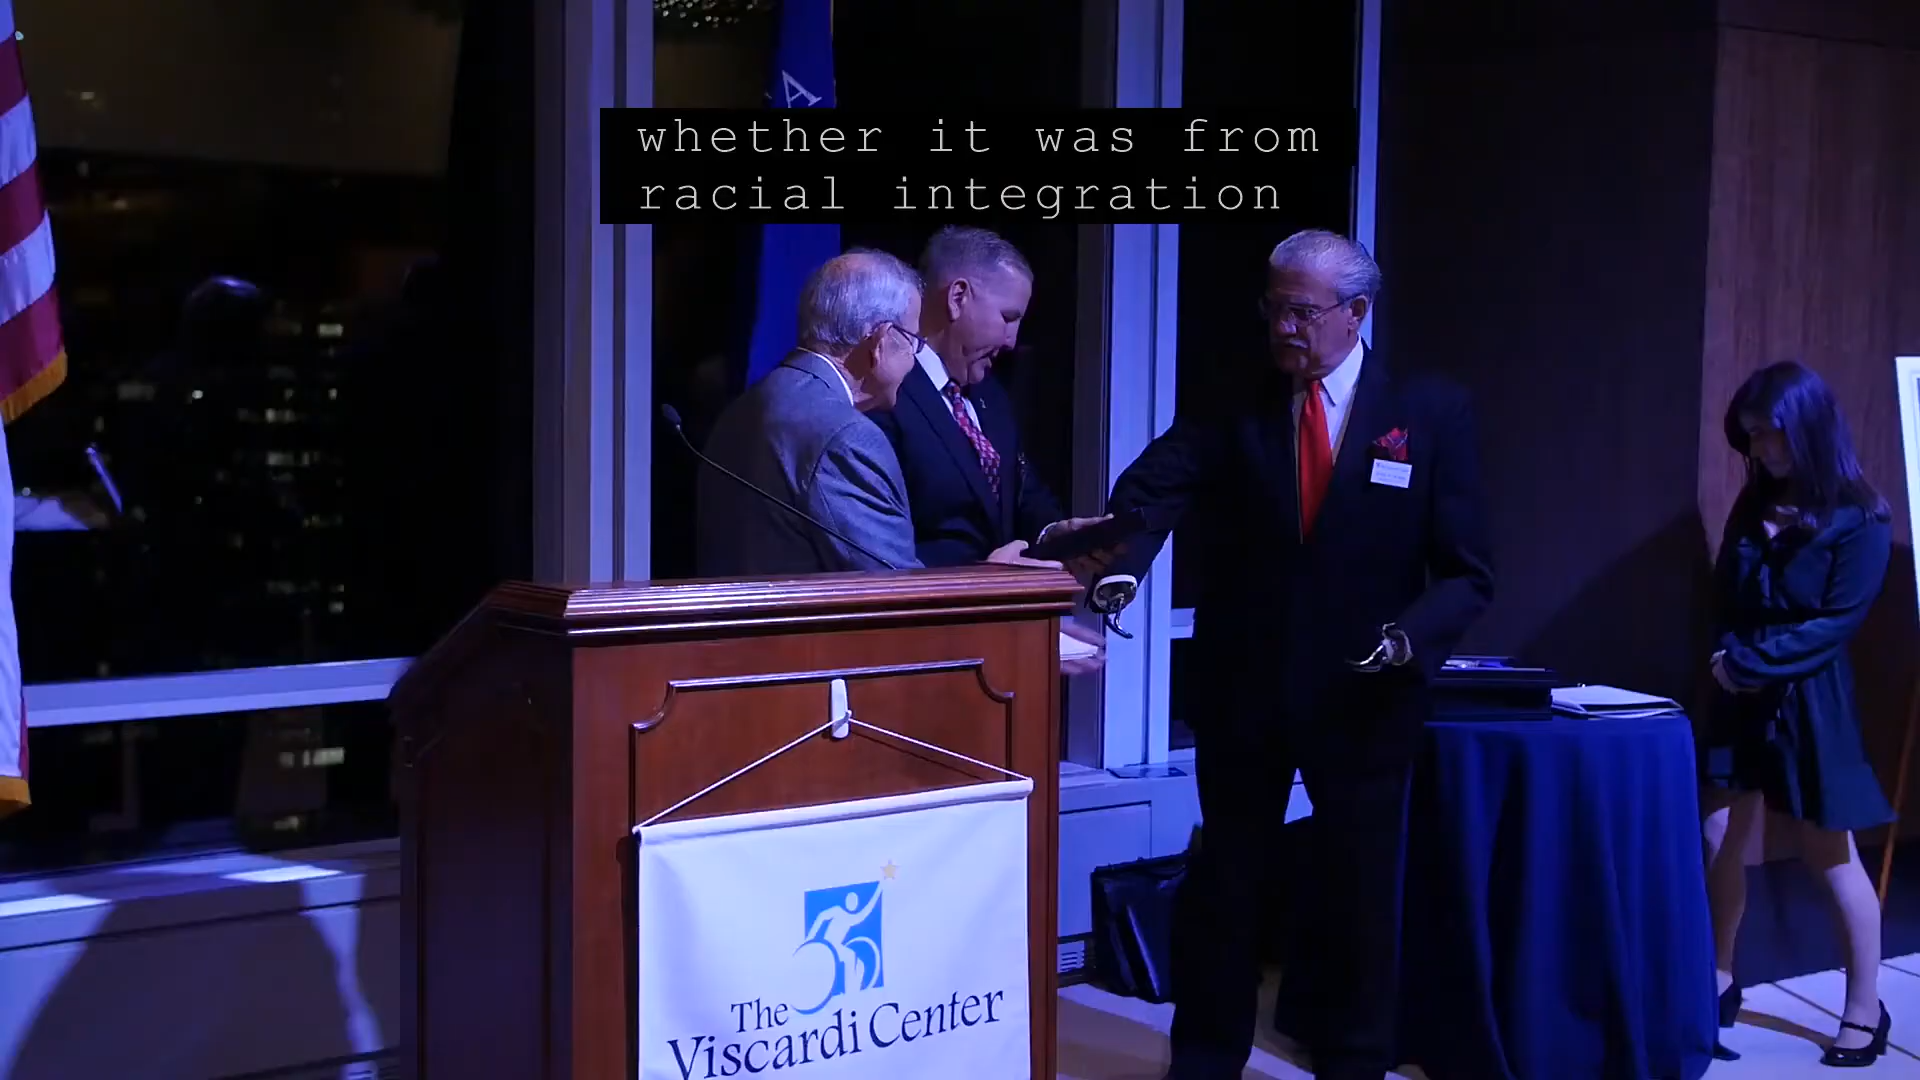 A
whether it was from
racial integration
The
Viscardi Center